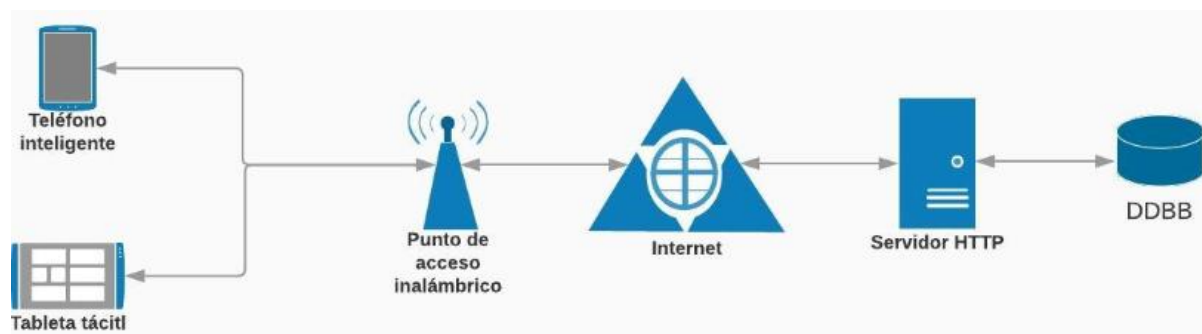 Teléfono
inteligente
Tableta tácitl
Punto de
acceso
inalámbrico
Internet
Servidor HTTP
DDBB